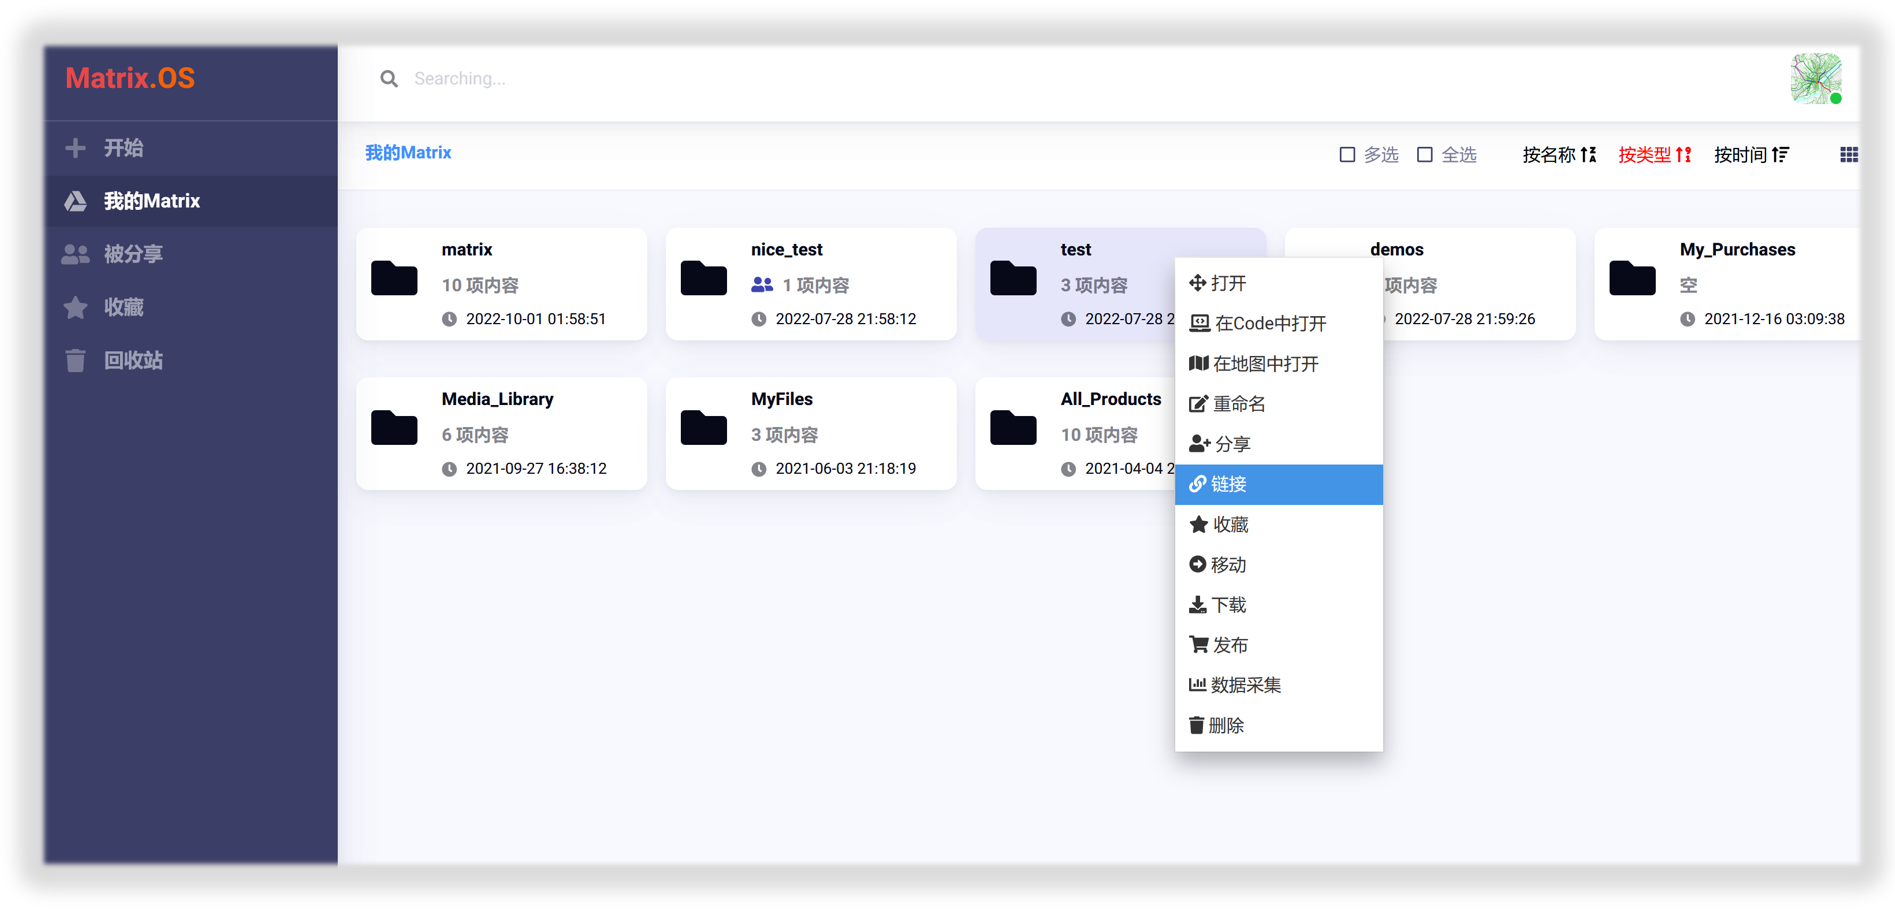 Matrix.OS
Searching...
开始
我的Matrix
被分享
收藏
回收站
我的Matrix
多选
全选
按名称
按类型
按时间
matrix
10 项内容
2022-10-01 01:58:51
nice_test
1 项内容
2022-07-28 21:58:12
test
3 项内容
2022-07-28 2
demos
项内容
2022-07-28 21:59:26
My_Purchases
空
2021-12-16 03:09:38
Media_Library
6 项内容
2021-09-27 16:38:12
MyFiles
3 项内容
2021-06-03 21:18:19
All_Products
10 项内容
2021-04-04 2
打开
在Code中打开
在地图中打开
重命名
分享
链接
收藏
移动
下载
发布
数据采集
删除